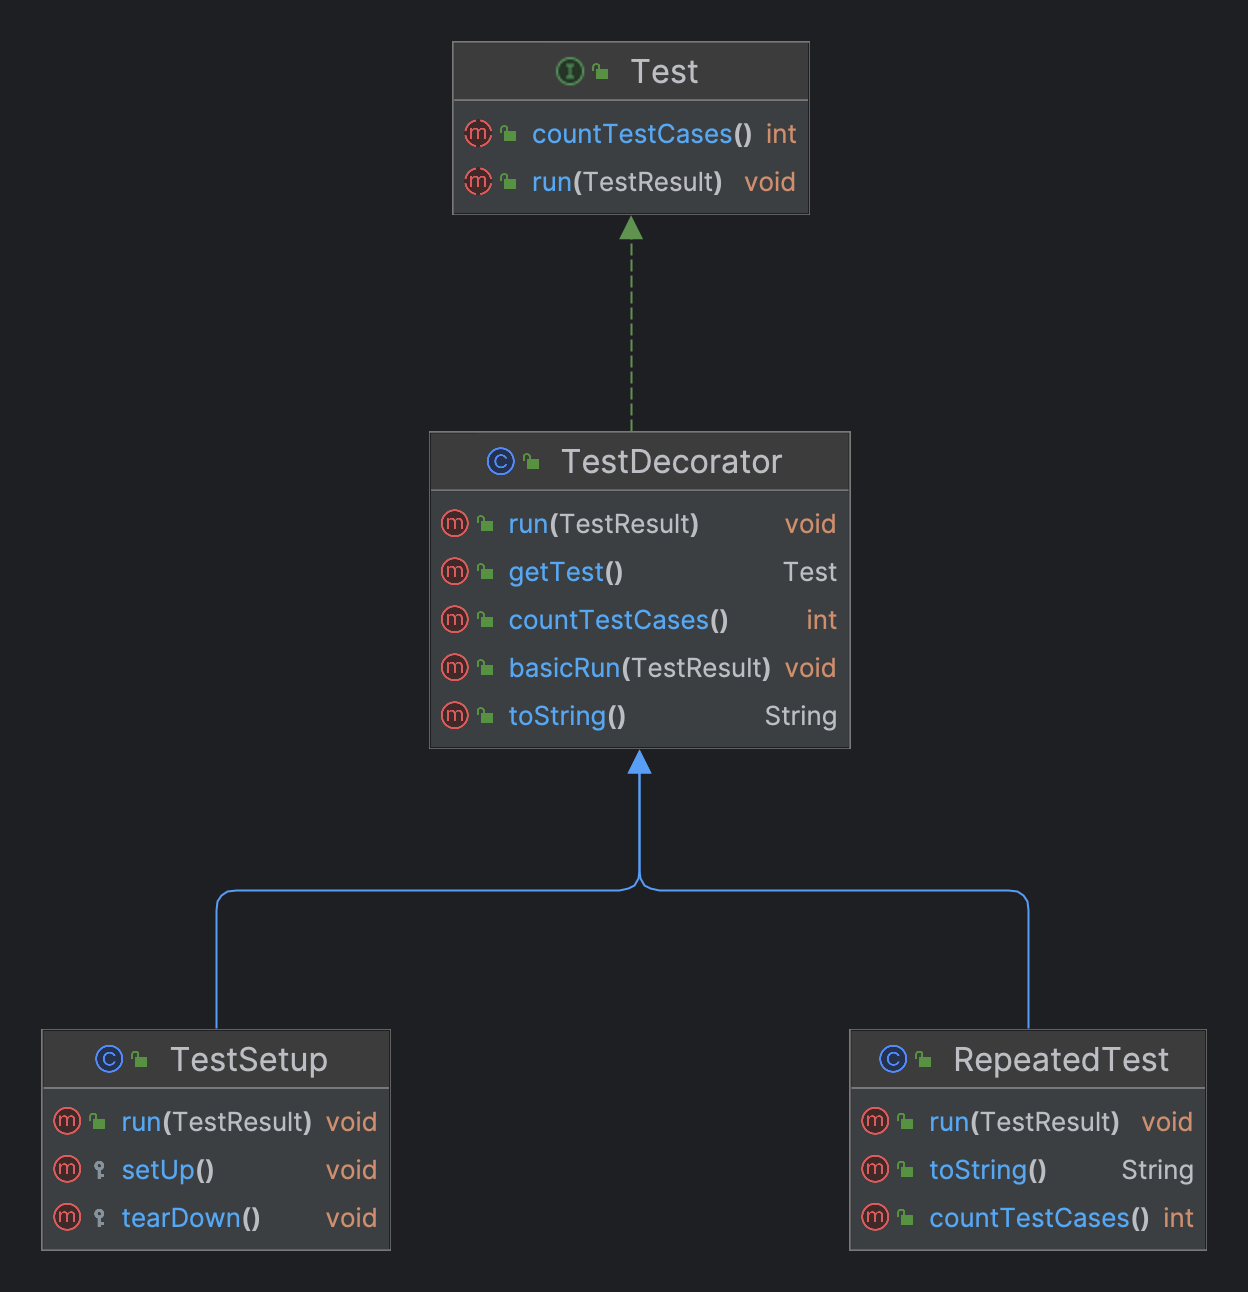 Test
countTestCases() int
run(TestResult) void
TestDecorator
run(TestResult) void
getTest() Test
countTestCases() int
basicRun(TestResult) void
toString() String
TestSetup
run(TestResult) void
setUp() void
tearDown() void
RepeatedTest
run(TestResult) void
toString() String
countTestCases() int